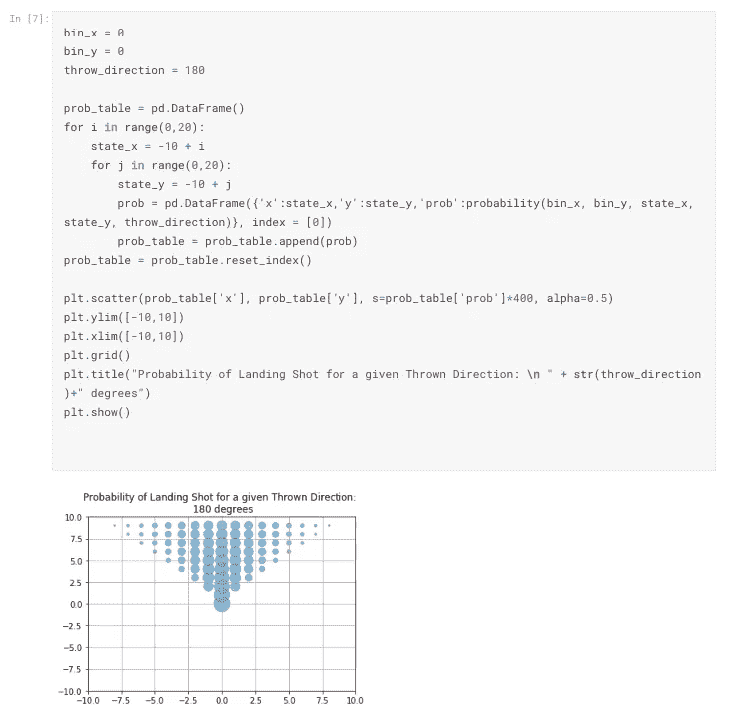 In [7]:
bin_x = 0
bin_y = 0
throw_direction = 180
prob_table = pd.DataFrame()
for i in range(0,20):
    state_x = -10 + i
    for j in range(0,20):
        state_y = -10 + j
        prob = pd.DataFrame({'x':state_x,'y':state_y,'prob':probability(bin_x, bin_y, state_x,
state_y, throw_direction)}, index = [0])
        prob_table = prob_table.append(prob)
prob_table = prob_table.reset_index()
plt.scatter(prob_table['x'], prob_table['y'], s=prob_table['prob']*400, alpha=0.5)
plt.ylim([-10,10])
plt.xlim([-10,10])
plt.grid()
plt.title("Probability of Landing Shot for a given Thrown Direction: \n " + str(throw_direction
)+" degrees")
plt.show()
Probability of Landing Shot for a given Thrown Direction:
180 degrees
10.0
7.5
5.0
2.5
0.0
−2.5
−5.0
−7.5
−10.0
−10.0 −7.5 −5.0 −2.5 0.0 2.5 5.0 7.5 10.0